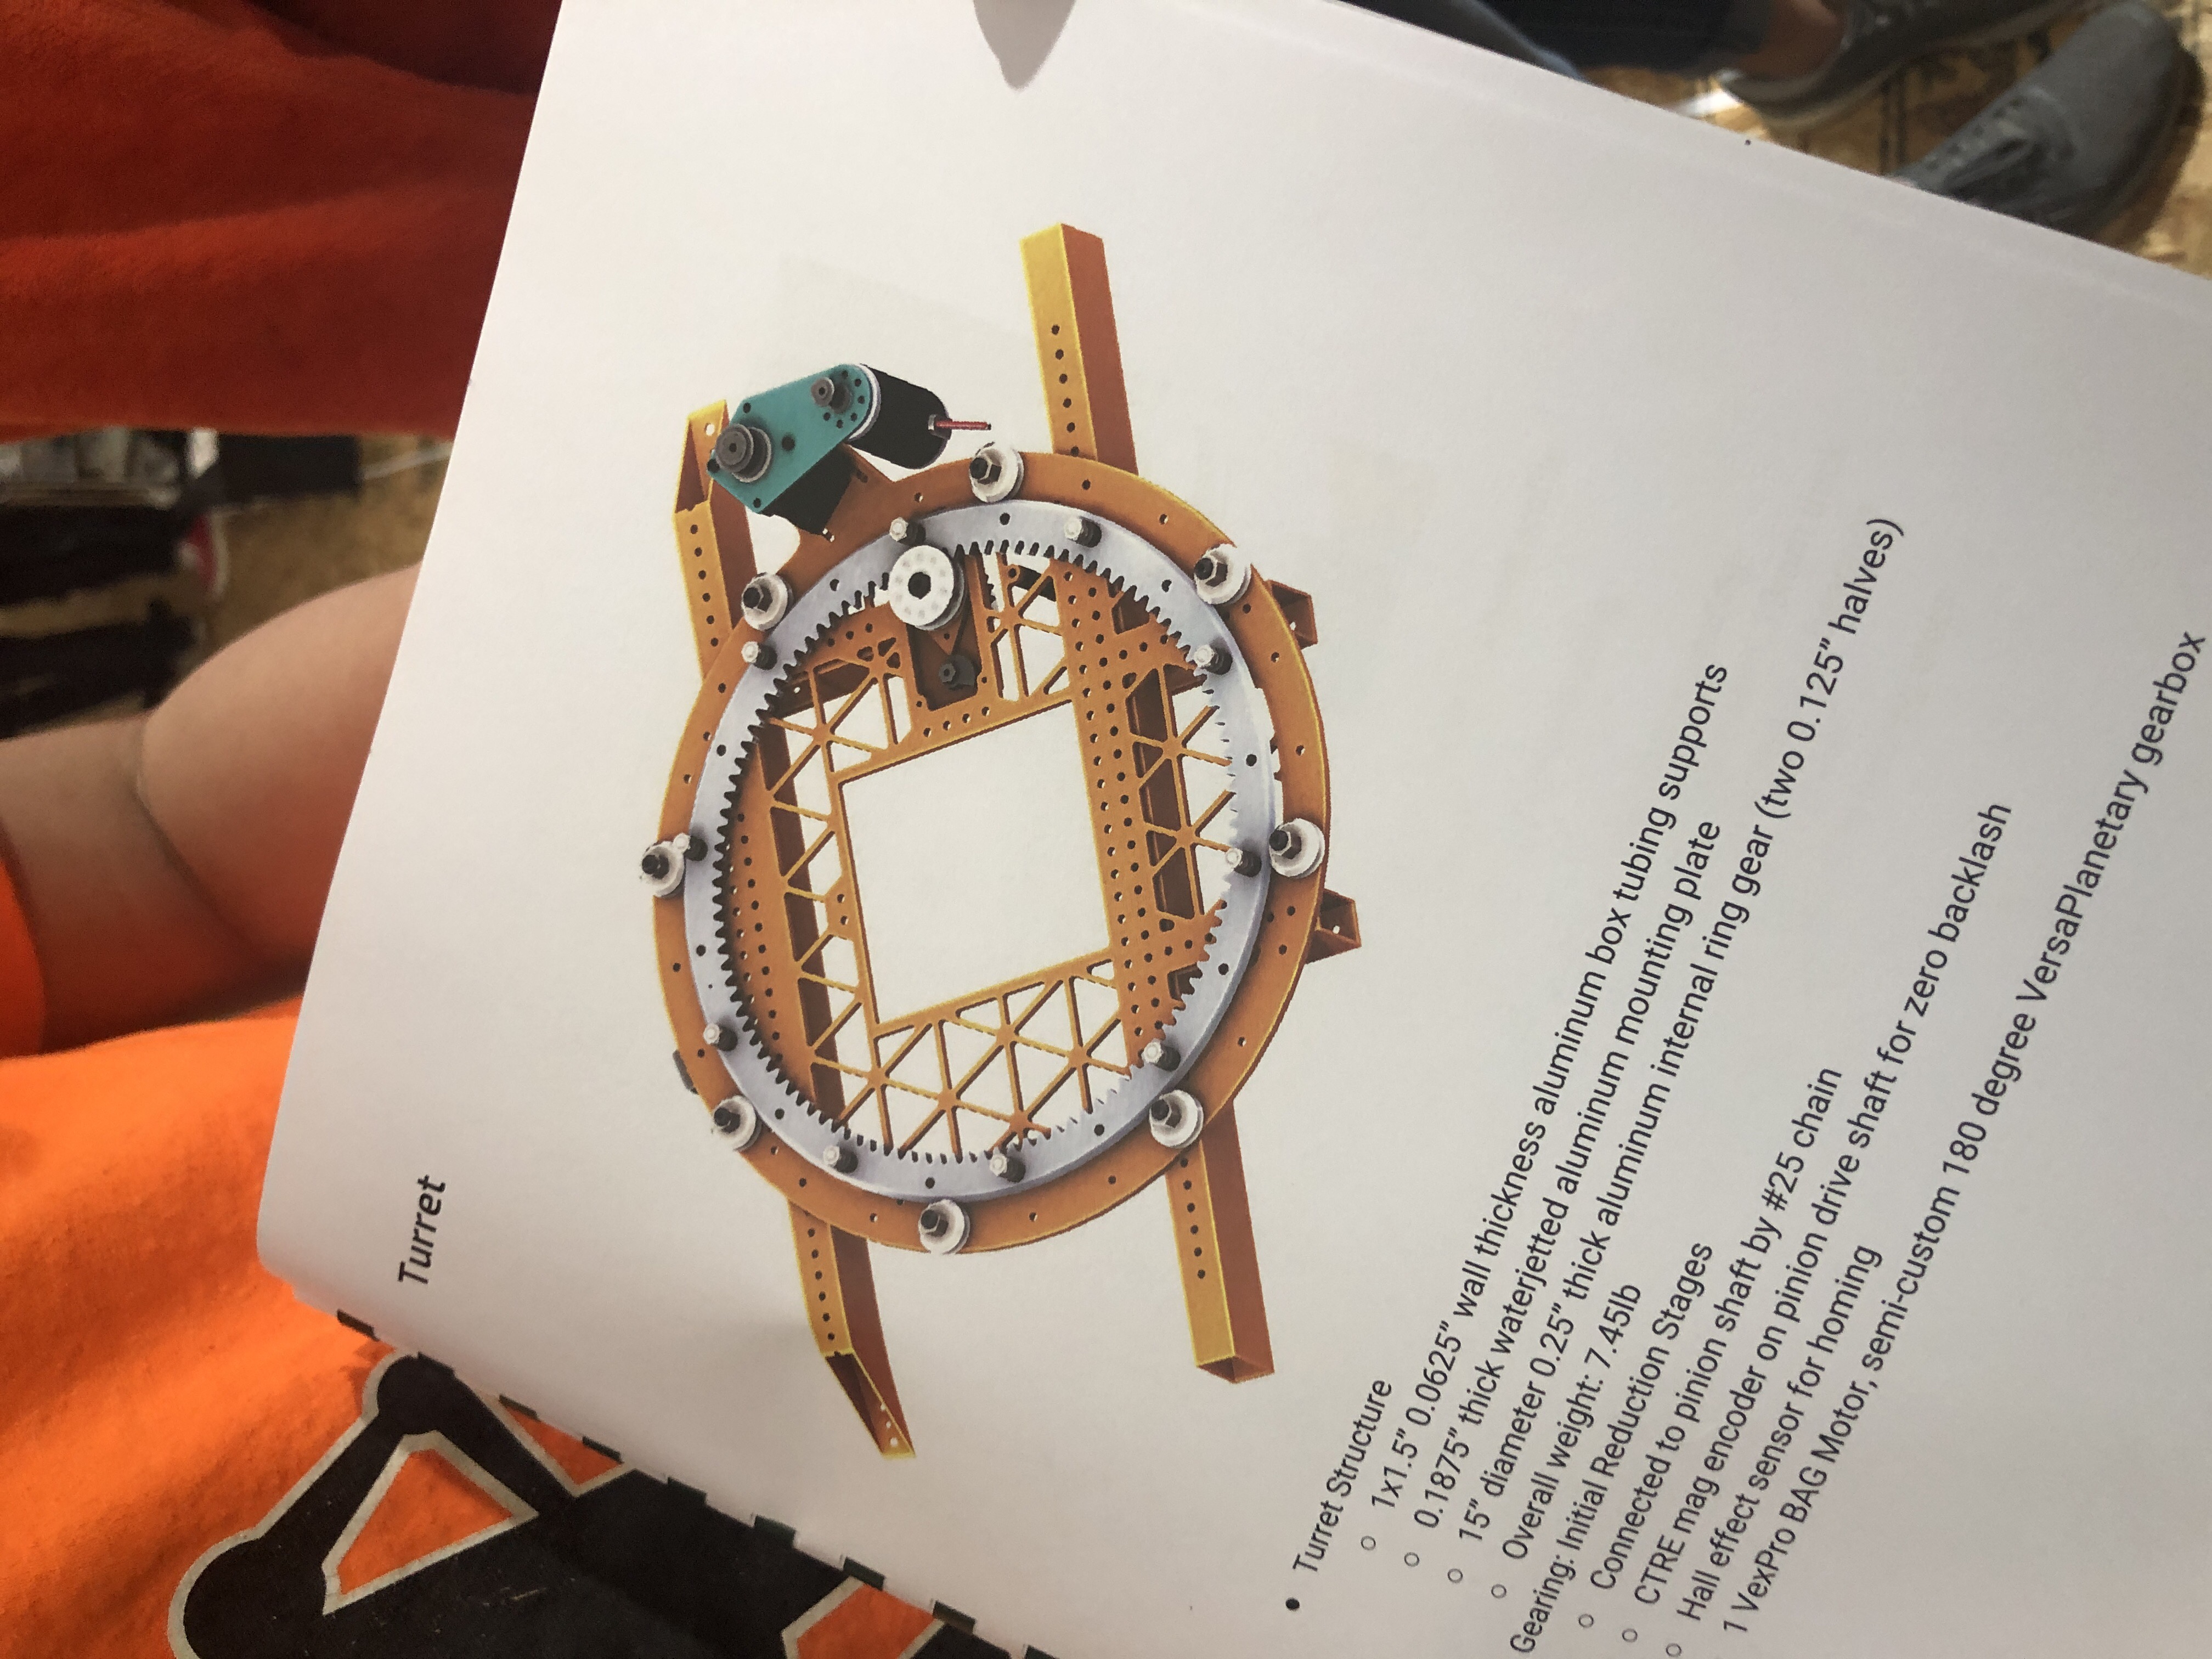 Turret
• Turret Structure
○ 1x1.5” 0.0625” wall thickness aluminum box tubing supports
○ 0.1875” thick waterjetted aluminum mounting plate
○ 15” diameter 0.25” thick aluminum internal ring gear (two 0.125” halves)
○ Overall weight: 7.45lb
Gearing: Initial Reduction Stages
○ Connected to pinion shaft by #25 chain
○ CTRE mag encoder on pinion drive shaft for zero backlash
○ Hall effect sensor for homing
1 VexPro BAG Motor, semi-custom 180 degree VersaPlanetary gearbox